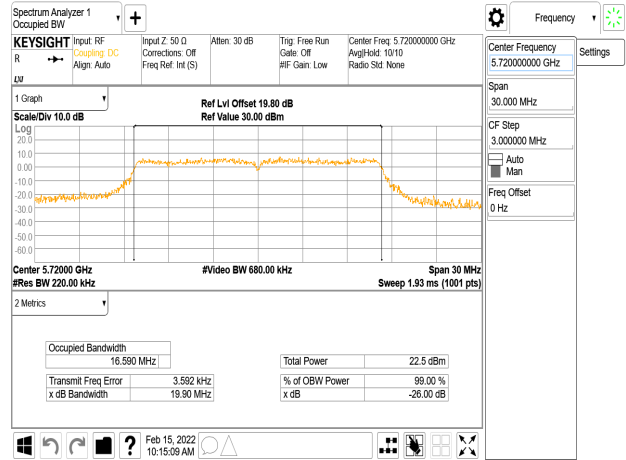 Spectrum Analyzer 1
Occupied BW
Frequency
KEYSIGHT
R
Input: RF
Coupling: DC
Align: Auto
Input Z: 50 Ω
Corrections: Off
Freq Ref: Int (S)
Atten: 30 dB
Trig: Free Run
Gate: Off
#IF Gain: Low
Center Freq: 5.720000000 GHz
Avg|Hold: 10/10
Radio Std: None
Center Frequency
5.720000000 GHz
Settings
Span
30.000 MHz
CF Step
3.000000 MHz
Auto
Man
Freq Offset
0 Hz
1 Graph
Scale/Div 10.0 dB
Ref Lvl Offset 19.80 dB
Ref Value 30.00 dBm
Log
20.0
10.0
0.00
-10.0
-20.0
-30.0
-40.0
-50.0
-60.0
Center 5.72000 GHz
#Res BW 220.00 kHz
#Video BW 680.00 kHz
Span 30 MHz
Sweep 1.93 ms (1001 pts)
2 Metrics
Occupied Bandwidth
16.590 MHz
Total Power 22.5 dBm
Transmit Freq Error 3.592 kHz
% of OBW Power 99.00 %
x dB Bandwidth 19.90 MHz
x dB -26.00 dB
?
Feb 15, 2022
10:15:09 AM